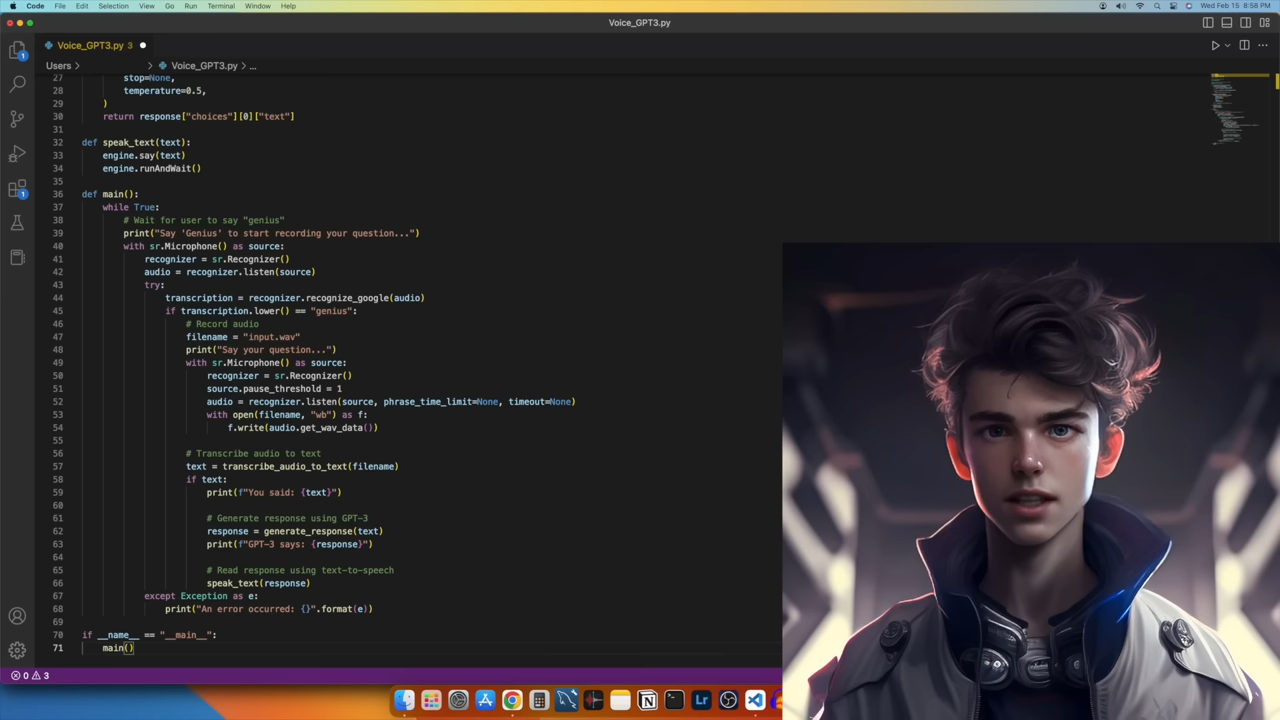 Code File Edit Selection View Go Run Terminal Window Help Wed Feb 15 8:58 PM
Voice_GPT3.py
Voice_GPT3.py 3
Users > > Voice_GPT3.py > ...
27 stop=None,
28 temperature=0.5,
29 )
30 return response["choices"][0]["text"]
31
32 def speak_text(text):
33 engine.say(text)
34 engine.runAndWait()
35
36 def main():
37 while True:
38 # Wait for user to say "genius"
39 print("Say 'Genius' to start recording your question...")
40 with sr.Microphone() as source:
41 recognizer = sr.Recognizer()
42 audio = recognizer.listen(source)
43 try:
44 transcription = recognizer.recognize_google(audio)
45 if transcription.lower() == "genius":
46 # Record audio
47 filename = "input.wav"
48 print("Say your question...")
49 with sr.Microphone() as source:
50 recognizer = sr.Recognizer()
51 source.pause_threshold = 1
52 audio = recognizer.listen(source, phrase_time_limit=None, timeout=None)
53 with open(filename, "wb") as f:
54 f.write(audio.get_wav_data())
55
56 # Transcribe audio to text
57 text = transcribe_audio_to_text(filename)
58 if text:
59 print(f"You said: {text}")
60
61 # Generate response using GPT-3
62 response = generate_response(text)
63 print(f"GPT-3 says: {response}")
64
65 # Read response using text-to-speech
66 speak_text(response)
67 except Exception as e:
68 print("An error occurred: {}".format(e))
69
70 if __name__ == "__main__":
71 main()
0 3
Lrc